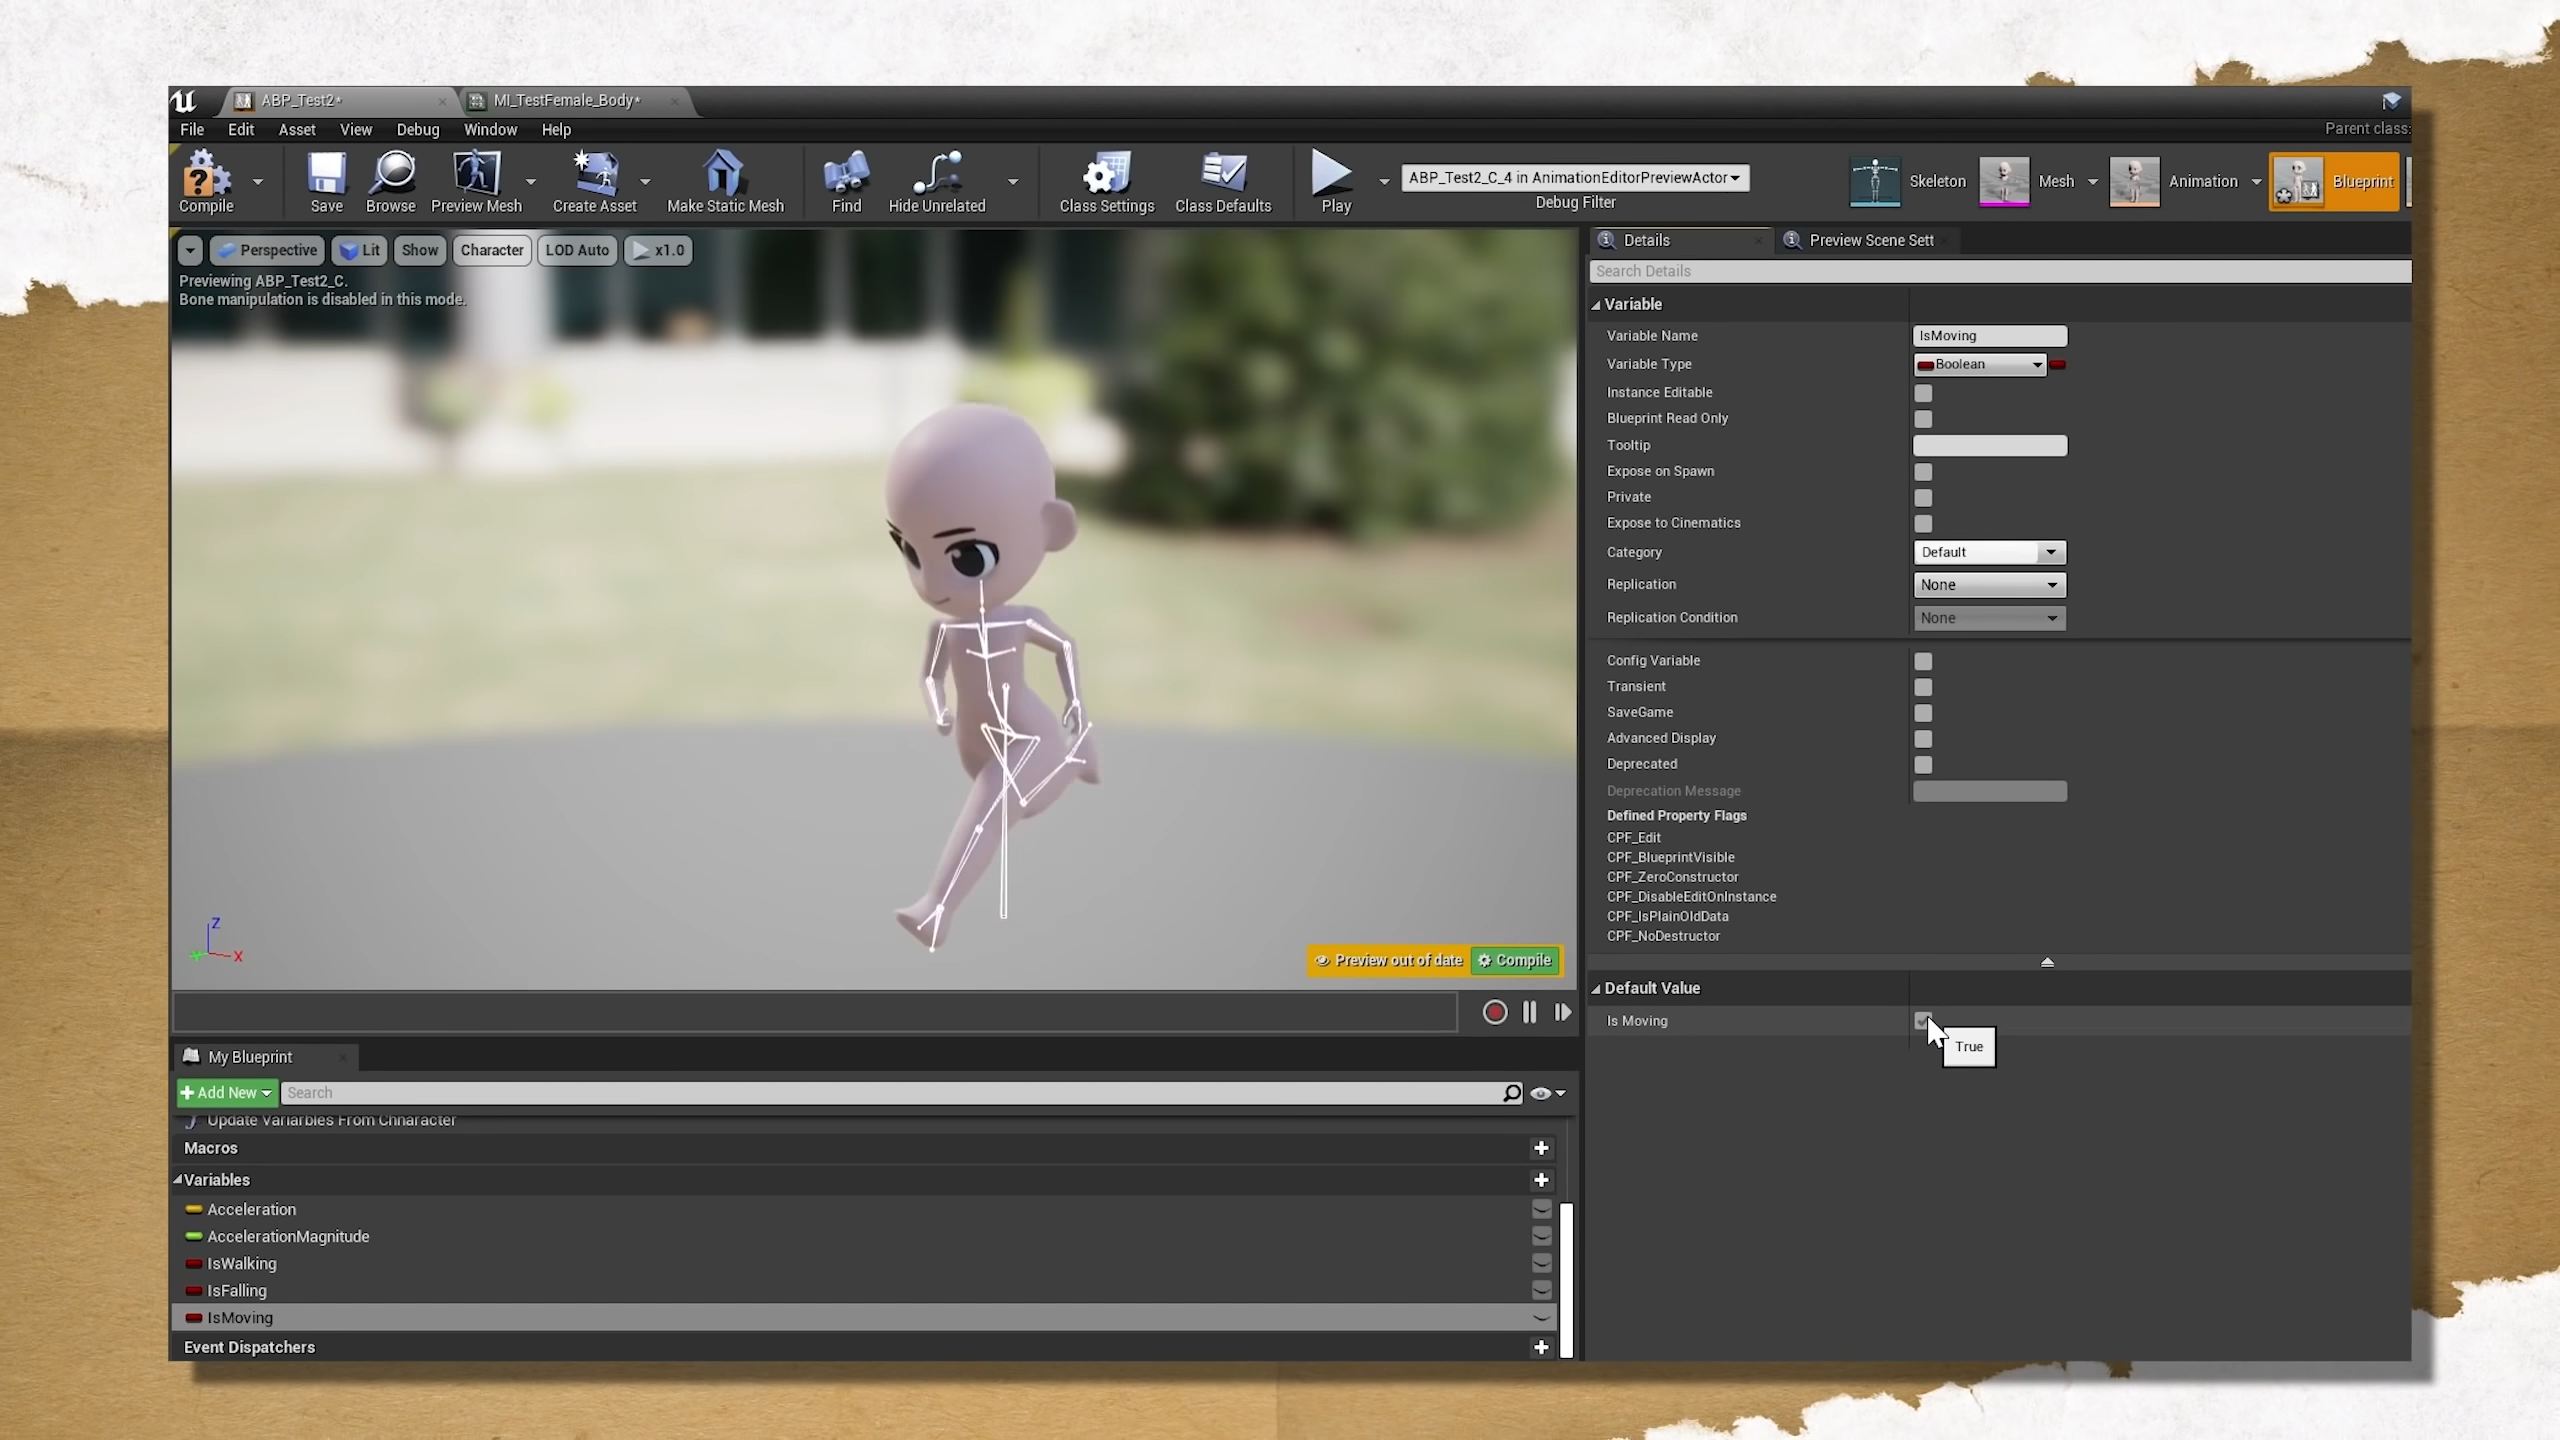 ABP_Test2*
MI_TestFemale_Body*
File Edit Asset View Debug Window Help
Parent class:
Compile Save Browse Preview Mesh Create Asset Make Static Mesh Find Hide Unrelated Class Settings Class Defaults Play
ABP_Test2_C_4 in AnimationEditorPreviewActor
Debug Filter
Skeleton Mesh Animation Blueprint
Perspective Lit Show Character LOD Auto x1.0
Previewing ABP_Test2_C.
Bone manipulation is disabled in this mode.
Z
X
Preview out of date Compile
Details
Preview Scene Sett
Search Details
Variable
Variable Name IsMoving
Variable Type Boolean
Instance Editable
Blueprint Read Only
Tooltip
Expose on Spawn
Private
Expose to Cinematics
Category Default
Replication None
Replication Condition None
Config Variable
Transient
SaveGame
Advanced Display
Deprecated
Deprecation Message
Defined Property Flags
CPF_Edit
CPF_BlueprintVisible
CPF_ZeroConstructor
CPF_DisableEditOnInstance
CPF_IsPlainOldData
CPF_NoDestructor
Default Value
Is Moving
True
My Blueprint
Add New Search
Update Variarbles From Chnaracter
Macros
Variables
Acceleration
AccelerationMagnitude
IsWalking
IsFalling
IsMoving
Event Dispatchers